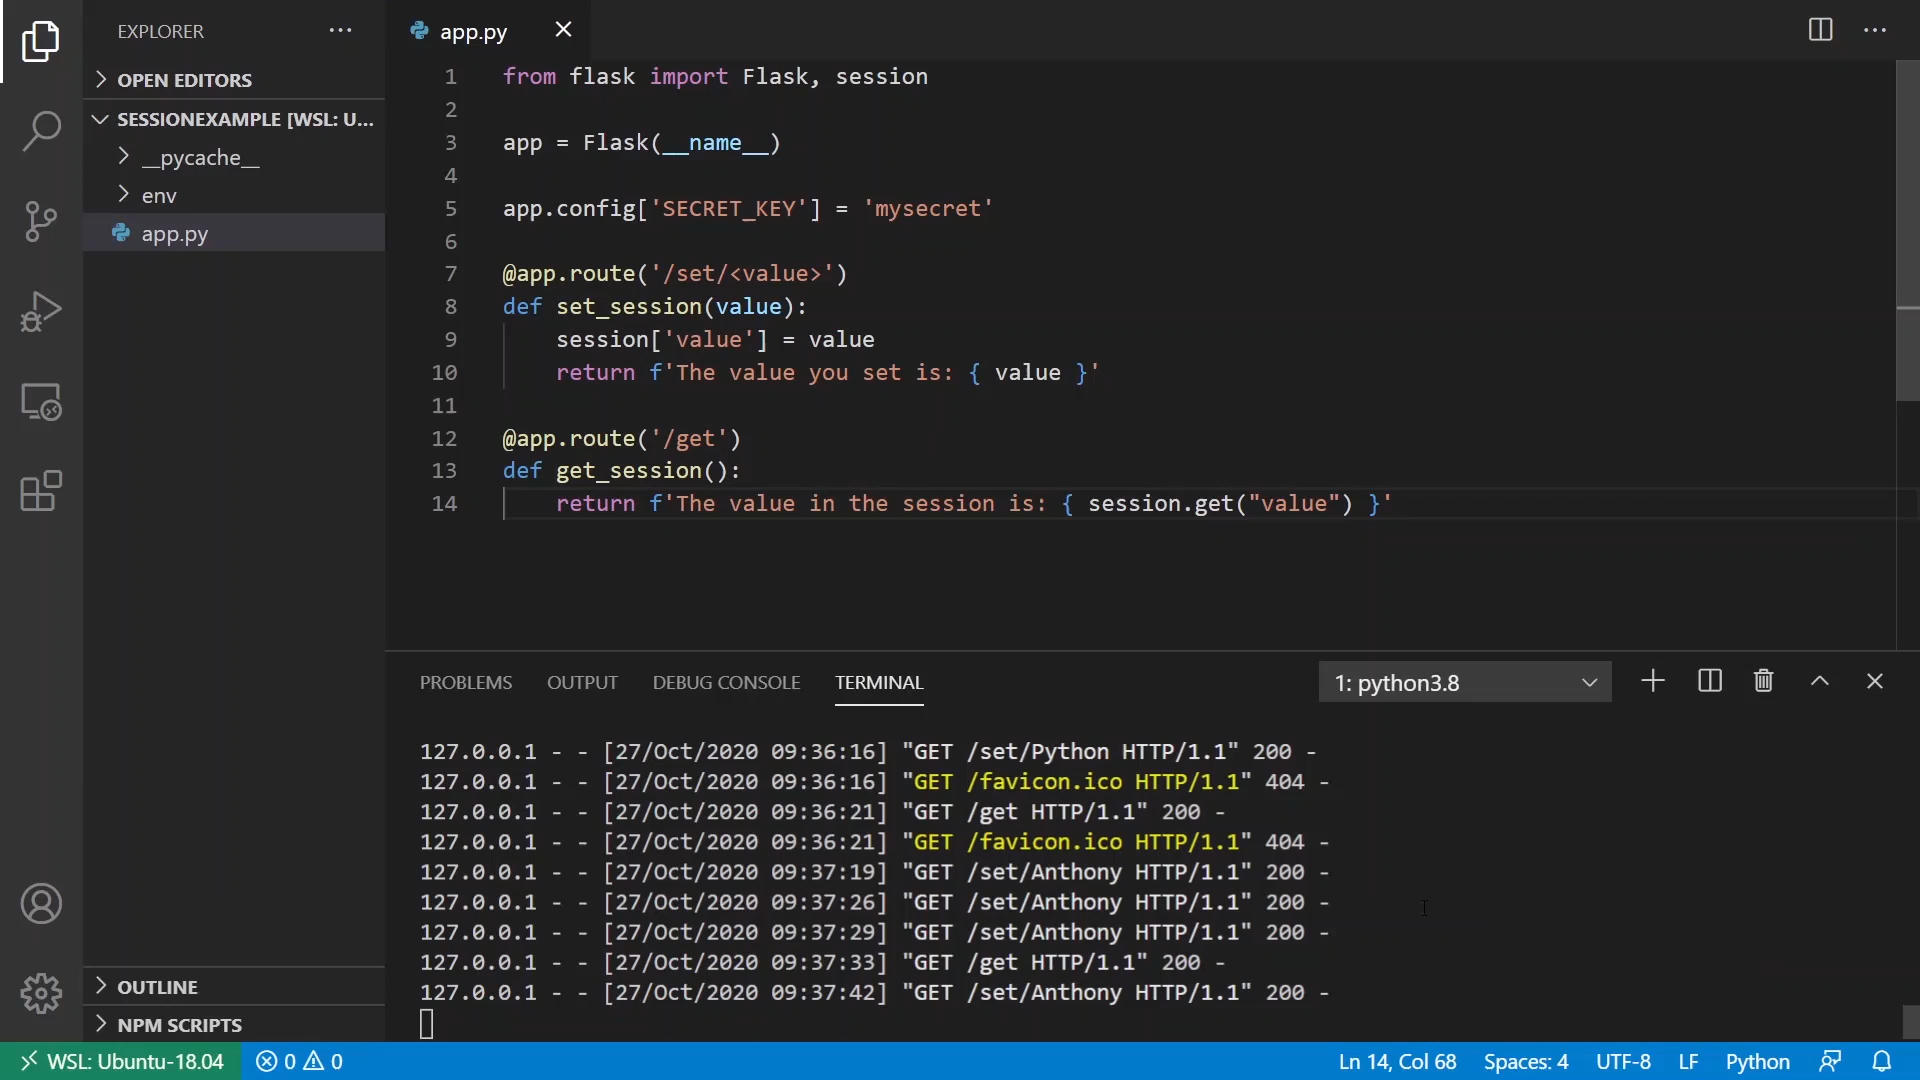 EXPLORER
OPEN EDITORS
SESSIONEXAMPLE [WSL: U...
__pycache__
env
app.py
OUTLINE
NPM SCRIPTS
app.py
1 from flask import Flask, session
2
3 app = Flask(__name__)
4
5 app.config['SECRET_KEY'] = 'mysecret'
6
7 @app.route('/set/<value>')
8 def set_session(value):
9     session['value'] = value
10     return f'The value you set is: { value }'
11
12 @app.route('/get')
13 def get_session():
14     return f'The value in the session is: { session.get("value") }'
PROBLEMS OUTPUT DEBUG CONSOLE TERMINAL 1: python3.8
127.0.0.1 - - [27/Oct/2020 09:36:16] "GET /set/Python HTTP/1.1" 200 -
127.0.0.1 - - [27/Oct/2020 09:36:16] "GET /favicon.ico HTTP/1.1" 404 -
127.0.0.1 - - [27/Oct/2020 09:36:21] "GET /get HTTP/1.1" 200 -
127.0.0.1 - - [27/Oct/2020 09:36:21] "GET /favicon.ico HTTP/1.1" 404 -
127.0.0.1 - - [27/Oct/2020 09:37:19] "GET /set/Anthony HTTP/1.1" 200 -
127.0.0.1 - - [27/Oct/2020 09:37:26] "GET /set/Anthony HTTP/1.1" 200 -
127.0.0.1 - - [27/Oct/2020 09:37:29] "GET /set/Anthony HTTP/1.1" 200 -
127.0.0.1 - - [27/Oct/2020 09:37:33] "GET /get HTTP/1.1" 200 -
127.0.0.1 - - [27/Oct/2020 09:37:42] "GET /set/Anthony HTTP/1.1" 200 -
WSL: Ubuntu-18.04 0 0 Ln 14, Col 68 Spaces: 4 UTF-8 LF Python